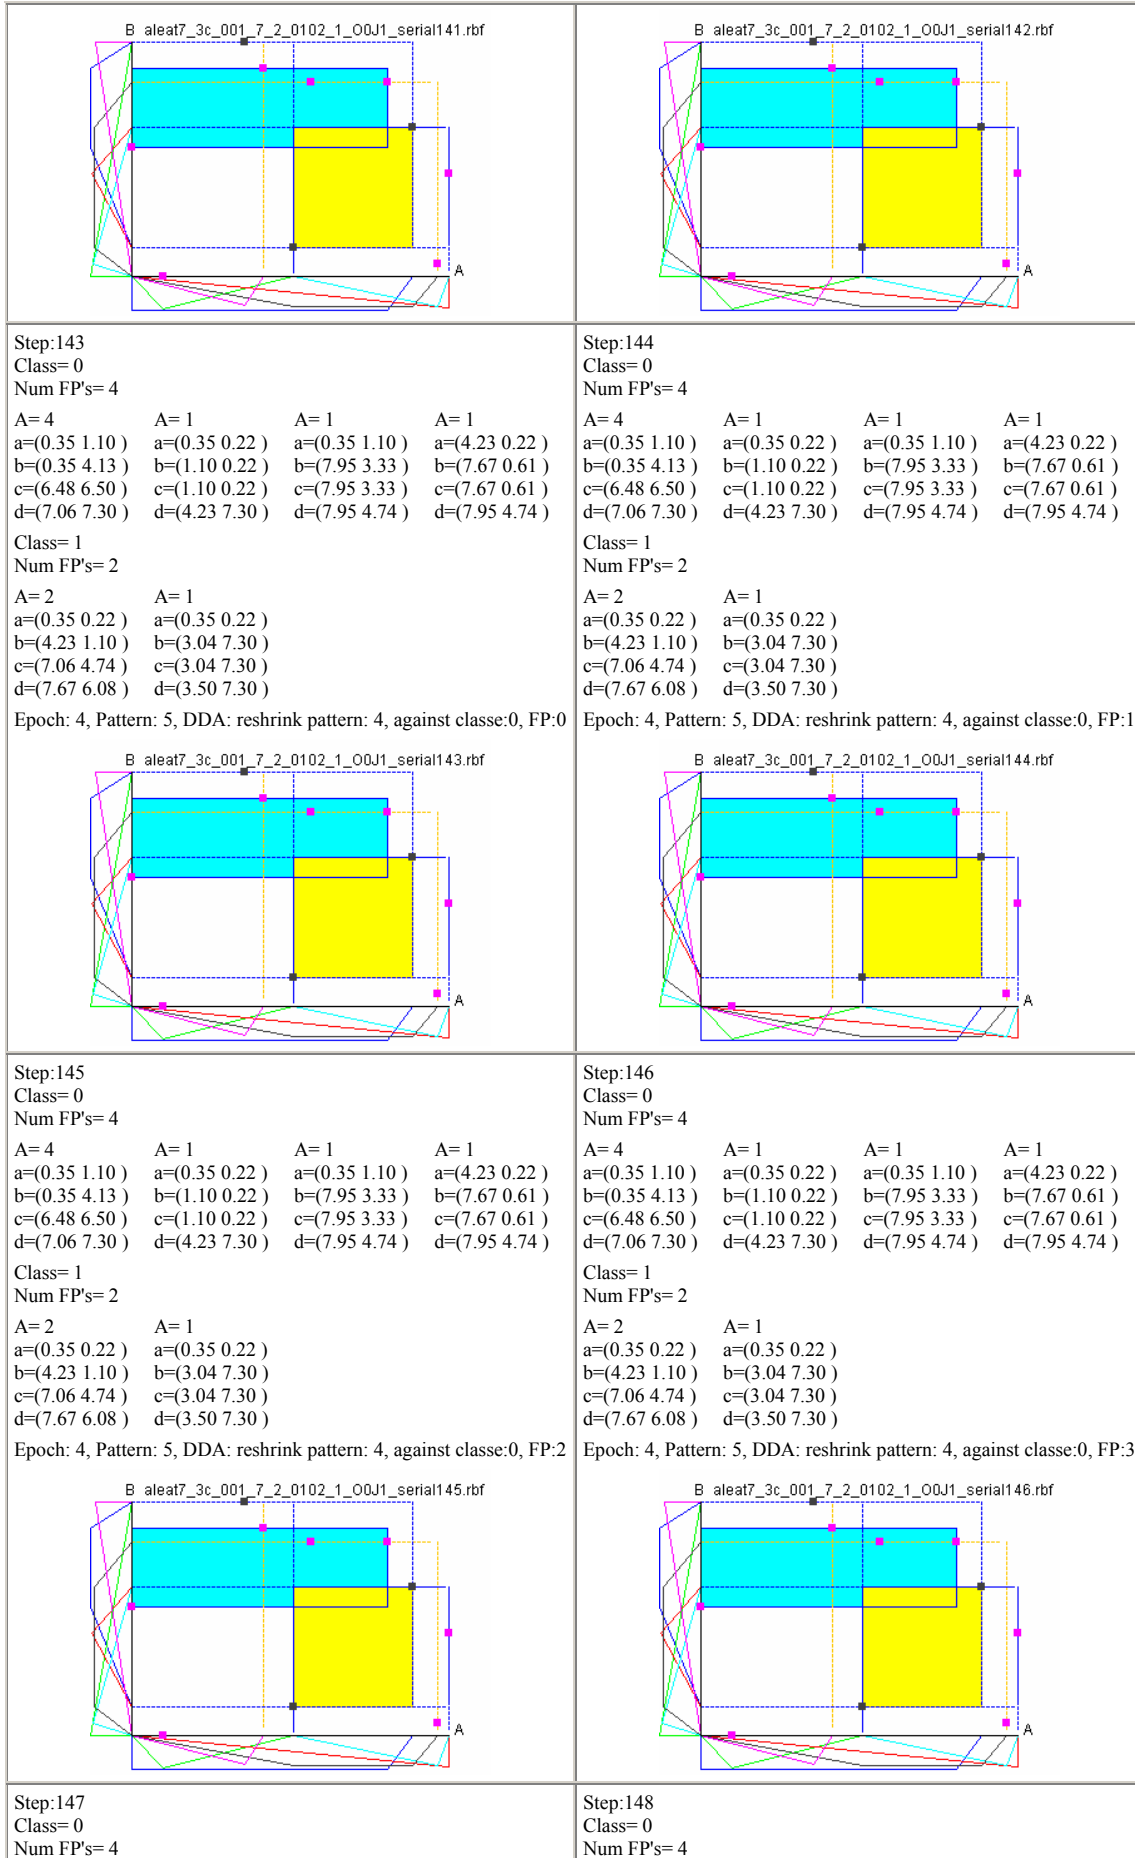 B aleat7_3c_001_7_2_0102_1_00J1_serial141.rbf
A
B aleat7_3c_001_7_2_0102_1_00J1_serial142.rbf
A
Step:143
Class= 0
Num FP's= 4
A= 4 A= 1 A= 1 A= 1
a=(0.35 1.10 ) a=(0.35 0.22 ) a=(0.35 1.10 ) a=(4.23 0.22 )
b=(0.35 4.13 ) b=(1.10 0.22 ) b=(7.95 3.33 ) b=(7.67 0.61 )
c=(6.48 6.50 ) c=(1.10 0.22 ) c=(7.95 3.33 ) c=(7.67 0.61 )
d=(7.06 7.30 ) d=(4.23 7.30 ) d=(7.95 4.74 ) d=(7.95 4.74 )
Class= 1
Num FP's= 2
A= 2 A= 1
a=(0.35 0.22 ) a=(0.35 0.22 )
b=(4.23 1.10 ) b=(3.04 7.30 )
c=(7.06 4.74 ) c=(3.04 7.30 )
d=(7.67 6.08 ) d=(3.50 7.30 )
Epoch: 4, Pattern: 5, DDA: reshrink pattern: 4, against classe:0, FP:0
B aleat7_3c_001_7_2_0102_1_00J1_serial143.rbf
A
Step:144
Class= 0
Num FP's= 4
A= 4 A= 1 A= 1 A= 1
a=(0.35 1.10 ) a=(0.35 0.22 ) a=(0.35 1.10 ) a=(4.23 0.22 )
b=(0.35 4.13 ) b=(1.10 0.22 ) b=(7.95 3.33 ) b=(7.67 0.61 )
c=(6.48 6.50 ) c=(1.10 0.22 ) c=(7.95 3.33 ) c=(7.67 0.61 )
d=(7.06 7.30 ) d=(4.23 7.30 ) d=(7.95 4.74 ) d=(7.95 4.74 )
Class= 1
Num FP's= 2
A= 2 A= 1
a=(0.35 0.22 ) a=(0.35 0.22 )
b=(4.23 1.10 ) b=(3.04 7.30 )
c=(7.06 4.74 ) c=(3.04 7.30 )
d=(7.67 6.08 ) d=(3.50 7.30 )
Epoch: 4, Pattern: 5, DDA: reshrink pattern: 4, against classe:0, FP:1
B aleat7_3c_001_7_2_0102_1_00J1_serial144.rbf
A
Step:145
Class= 0
Num FP's= 4
A= 4 A= 1 A= 1 A= 1
a=(0.35 1.10 ) a=(0.35 0.22 ) a=(0.35 1.10 ) a=(4.23 0.22 )
b=(0.35 4.13 ) b=(1.10 0.22 ) b=(7.95 3.33 ) b=(7.67 0.61 )
c=(6.48 6.50 ) c=(1.10 0.22 ) c=(7.95 3.33 ) c=(7.67 0.61 )
d=(7.06 7.30 ) d=(4.23 7.30 ) d=(7.95 4.74 ) d=(7.95 4.74 )
Class= 1
Num FP's= 2
A= 2 A= 1
a=(0.35 0.22 ) a=(0.35 0.22 )
b=(4.23 1.10 ) b=(3.04 7.30 )
c=(7.06 4.74 ) c=(3.04 7.30 )
d=(7.67 6.08 ) d=(3.50 7.30 )
Epoch: 4, Pattern: 5, DDA: reshrink pattern: 4, against classe:0, FP:2
B aleat7_3c_001_7_2_0102_1_00J1_serial145.rbf
A
Step:146
Class= 0
Num FP's= 4
A= 4 A= 1 A= 1 A= 1
a=(0.35 1.10 ) a=(0.35 0.22 ) a=(0.35 1.10 ) a=(4.23 0.22 )
b=(0.35 4.13 ) b=(1.10 0.22 ) b=(7.95 3.33 ) b=(7.67 0.61 )
c=(6.48 6.50 ) c=(1.10 0.22 ) c=(7.95 3.33 ) c=(7.67 0.61 )
d=(7.06 7.30 ) d=(4.23 7.30 ) d=(7.95 4.74 ) d=(7.95 4.74 )
Class= 1
Num FP's= 2
A= 2 A= 1
a=(0.35 0.22 ) a=(0.35 0.22 )
b=(4.23 1.10 ) b=(3.04 7.30 )
c=(7.06 4.74 ) c=(3.04 7.30 )
d=(7.67 6.08 ) d=(3.50 7.30 )
Epoch: 4, Pattern: 5, DDA: reshrink pattern: 4, against classe:0, FP:3
B aleat7_3c_001_7_2_0102_1_00J1_serial146.rbf
A
Step:147
Class= 0
Num FP's= 4
Step:148
Class= 0
Num FP's= 4